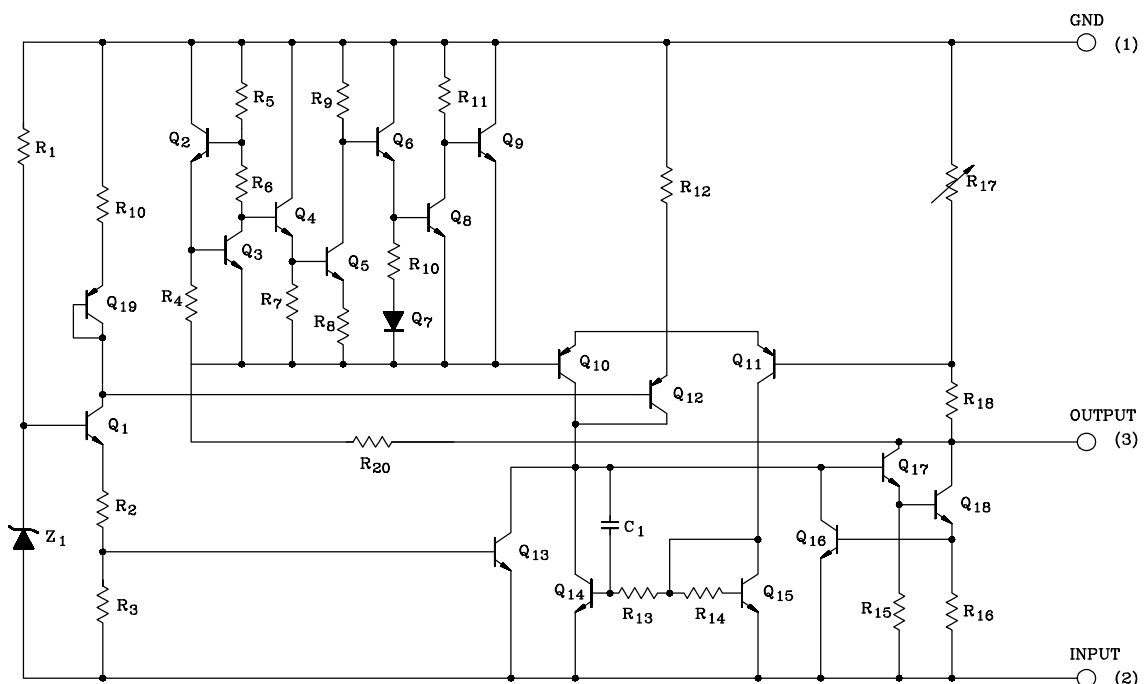 GND
(1)
R5
R9
R11
R1
Q2
Q6
Q9
R6
R12
R17
R10
Q4
Q8
Q3
Q5
R10
Q19
R4
R7
R8
Q7
Q10
Q11
Q12
R18
OUTPUT
(3)
Q1
R20
Q17
R2
Q18
Z1
C1
Q13
Q16
Q14
Q15
R3
R13
R14
R15
R16
INPUT
(2)